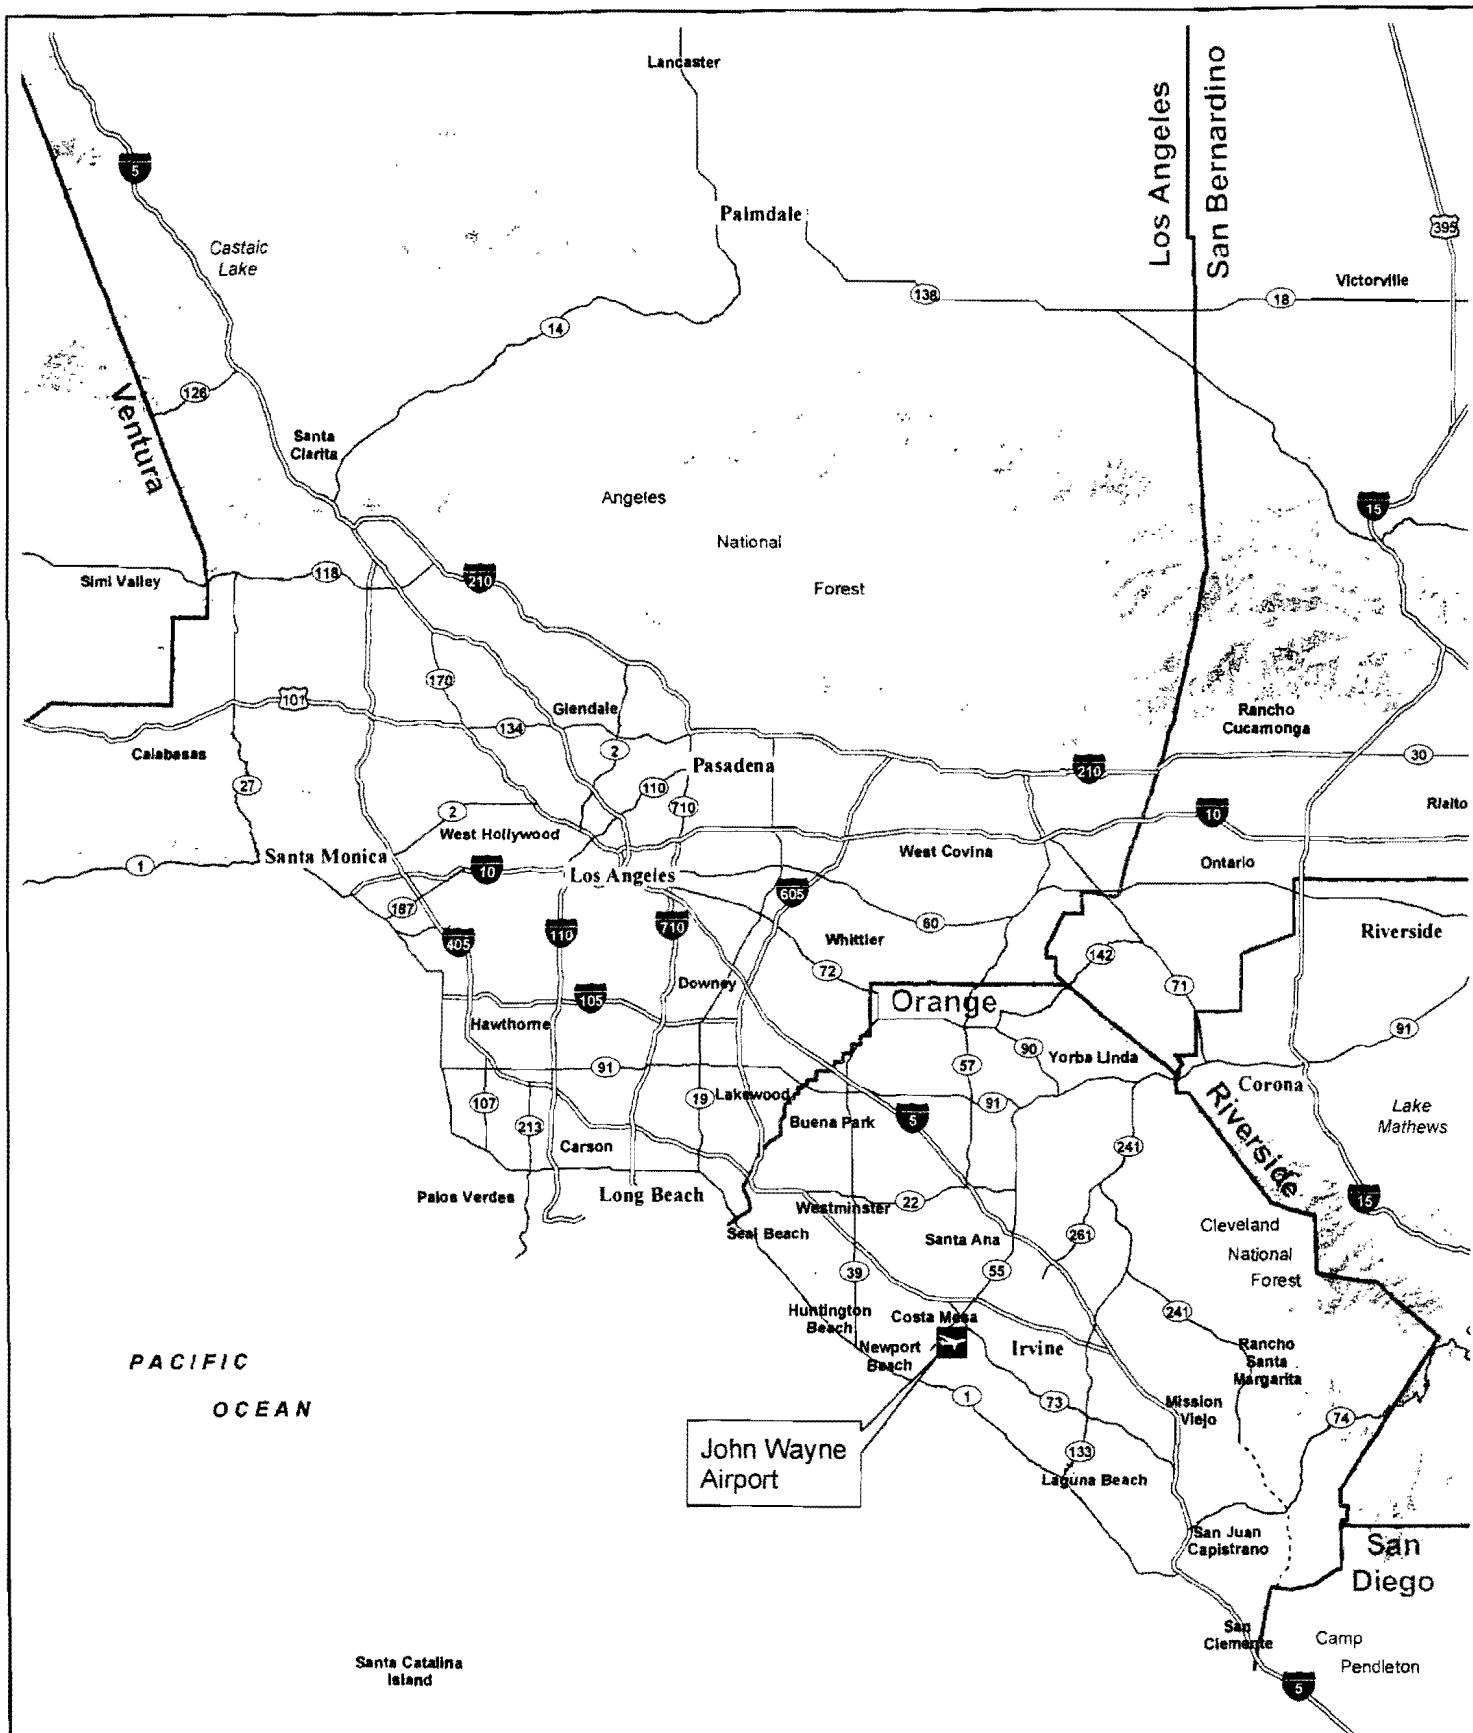 Lancaster
Los Angeles
San Bernardino
5
Palmdale
395
Castaic
Lake
Victorville
138
18
14
126
Ventura
Santa
Clarita
Angeles
15
National
Simi Valley
118
210
Forest
170
101
Glendale
134
Rancho
Cucamonga
Calabasas
2
Pasadena
210
30
27
110
710
Rialto
2
West Hollywood
10
1
Santa Monica
10
Los Angeles
West Covina
Ontario
605
187
60
405
110
710
Whittler
Riverside
142
72
Downey
71
105
Orange
Hawthorne
91
90
Yorba Linda
91
57
107
19
Lakewood
91
Corona
Riverside
213
Buena Park
5
Lake
Mathews
Carson
241
Palos Verdes
Long Beach
Westminster
22
15
Seal Beach
Santa Ana
261
Cleveland
National
Forest
39
55
Huntington
Beach
Costa Mesa
241
Newport
Beach
Irvine
Rancho
Santa
Margarita
PACIFIC
OCEAN
1
73
Mission
Viejo
74
John Wayne
Airport
133
Laguna Beach
San Juan
Capistrano
San
Diego
San
Clemente
Camp
Pendleton
Santa Catalina
Island
5